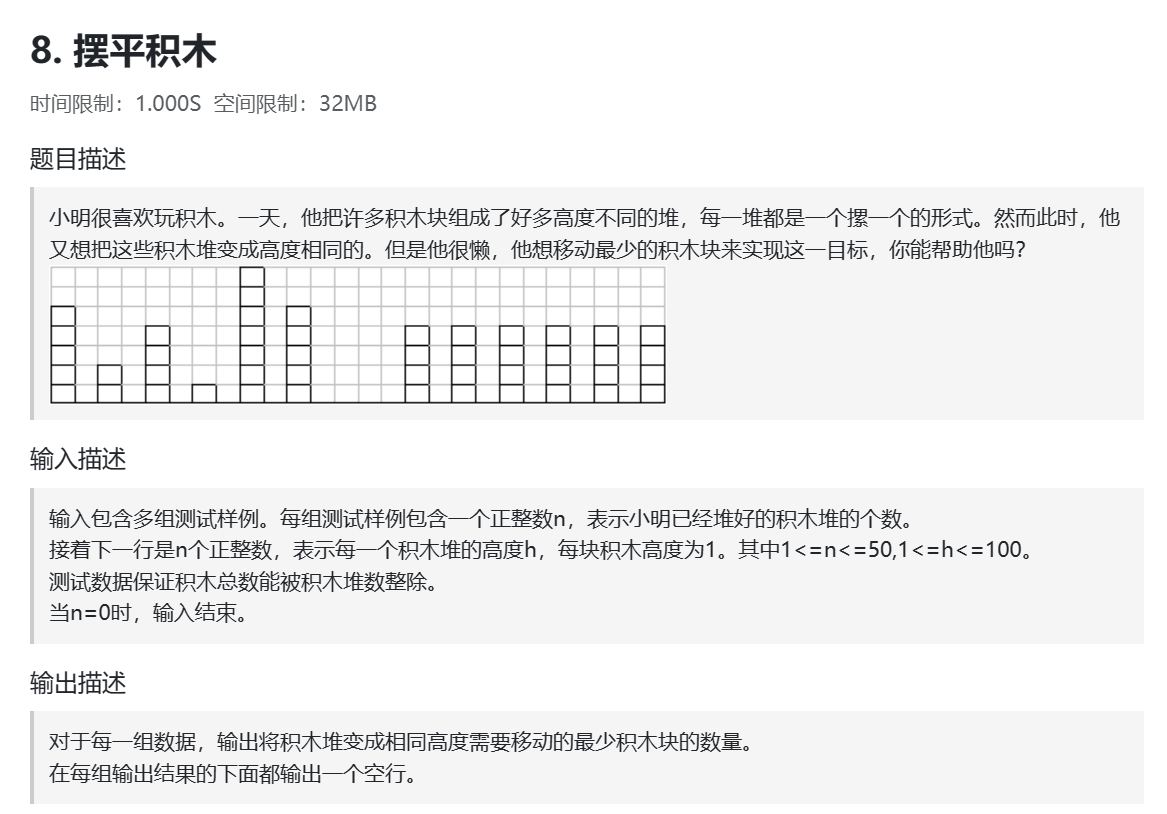 8. 摆平积木
时间限制：1.000S 空间限制：32MB
题目描述
小明很喜欢玩积木。一天，他把许多积木块组成了好多高度不同的堆，每一堆都是一个摞一个的形式。然而此时，他
又想把这些积木堆变成高度相同的。但是他很懒，他想移动最少的积木块来实现这一目标，你能帮助他吗？
输入描述
输入包含多组测试样例。每组测试样例包含一个正整数n，表示小明已经堆好的积木堆的个数。
接着下一行是n个正整数，表示每一个积木堆的高度h，每块积木高度为1。其中1<=n<=50,1<=h<=100。
测试数据保证积木总数能被积木堆数整除。
当n=0时，输入结束。
输出描述
对于每一组数据，输出将积木堆变成相同高度需要移动的最少积木块的数量。
在每组输出结果的下面都输出一个空行。